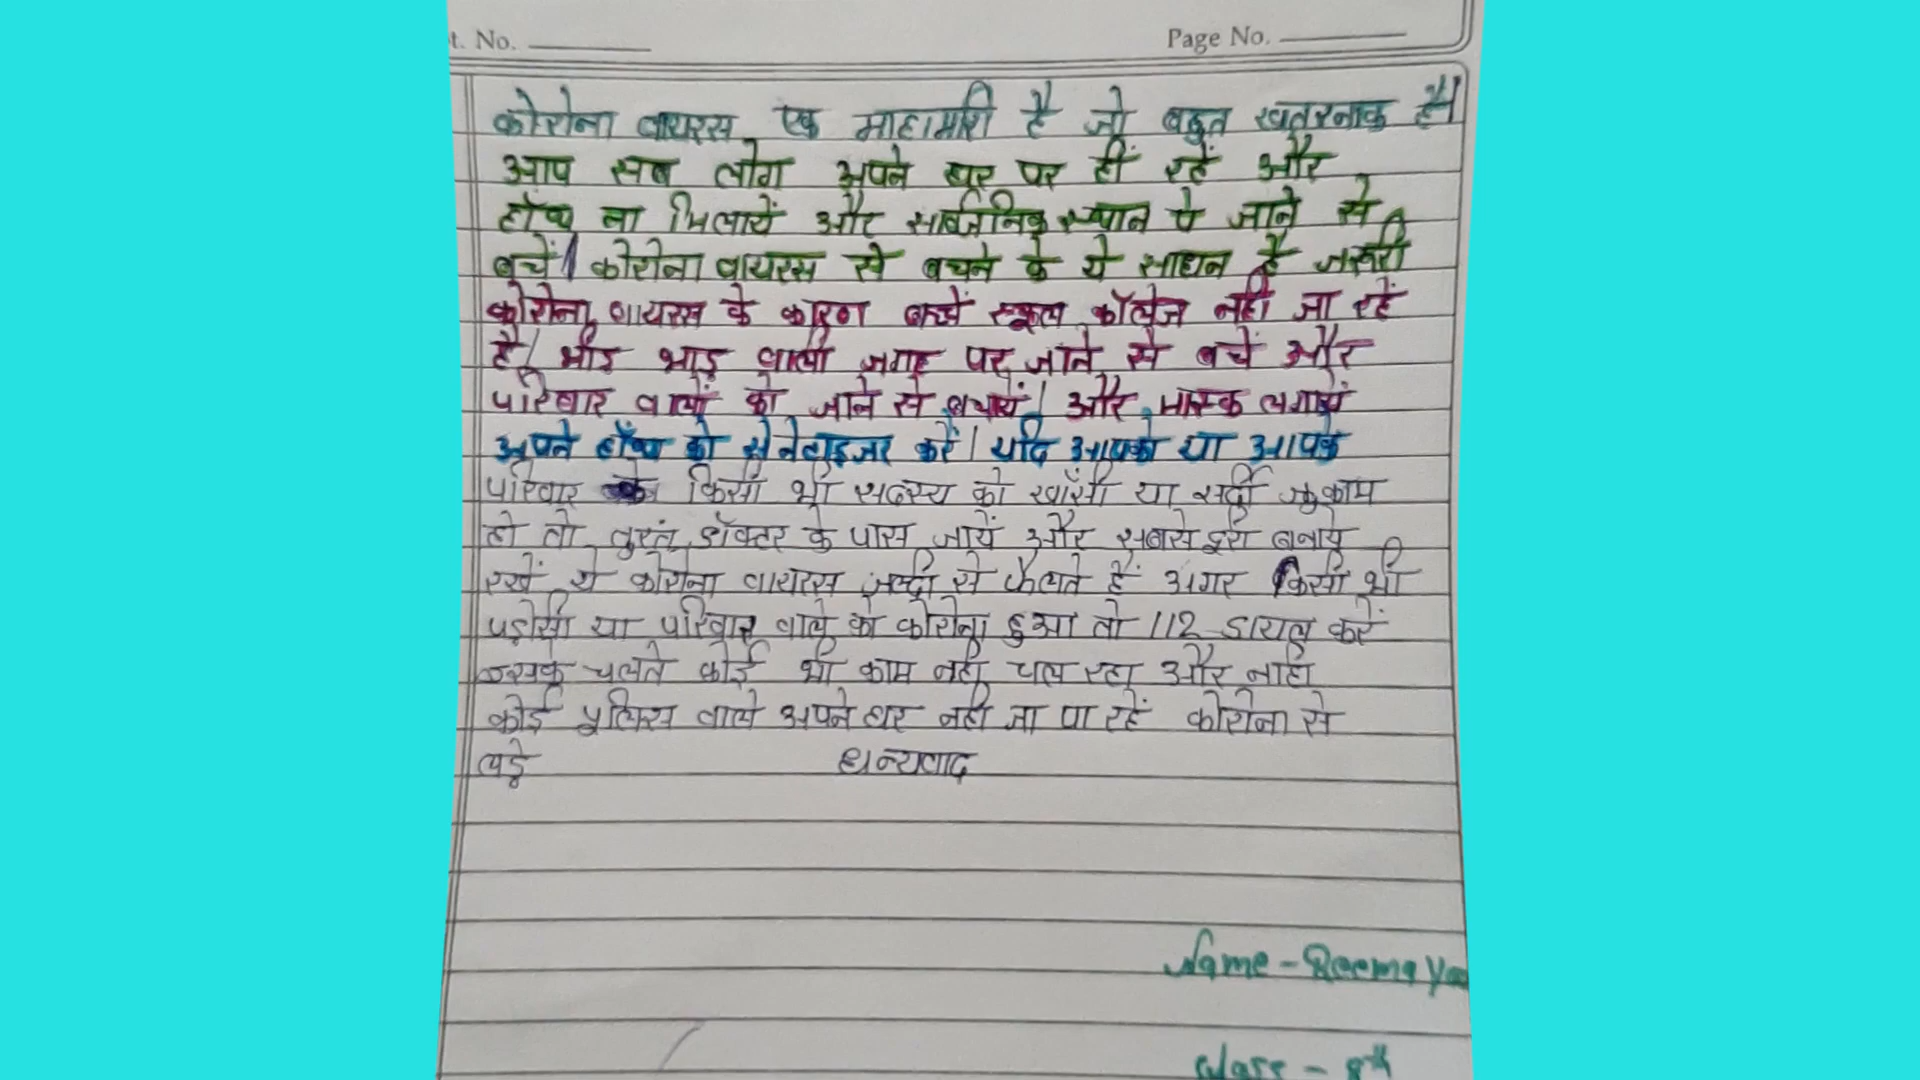 t. No.
Page No.
कोरोना वायरस एक माहामारी है जो बहुत खतरनाक है।
आप सब लोग अपने घर पर हीं रहें और
हॉथ ना मिलायें और सार्वजनिक स्थान पे जाने से
बचें। कोरोना वायरस से बचने के ये साधन है जरूरी
कोरोना वायरस के कारण बच्चें स्कूल कॉलेज नहीं जा रहें
है। भीड़ भाड़ वाली जगह पर जाने से बचें और
परिवार वालों को जाने से बचायें। और मास्क लगायें
अपने हॉथ को सेनेटाइजर करें। यदि आपको या आपके
परिवार के किसी भी सदस्य को खाँसी या सर्दी जुकाम
हो तो तुरंत डॉक्टर के पास जायें और सबसे दूरी बनाये
रखें ये कोरोना वायरस जल्दी से फैलते हैं अगर किसी भी
पड़ोसी या परिवार वाले को कोरोना हुआ तो 112 डायल करें
चलते कोई भी काम नही चल रहा और नाहि
कोई पुलिस वाले अपने घर नही जा पा रहें कोरोना से
लड़े धन्यवाद
Name - Reema
Class - 8th